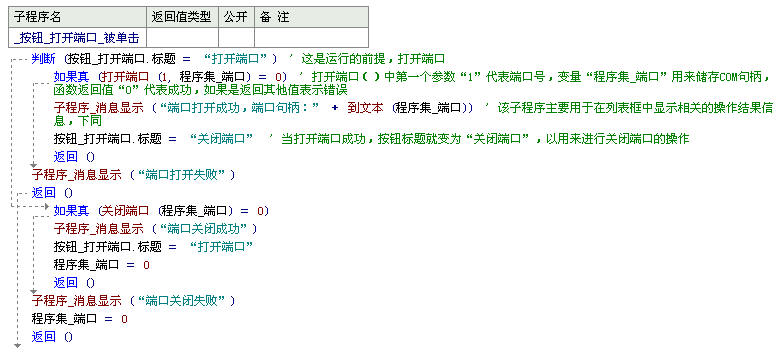 子程序名 返回值类型 公开 备 注
_按钮_打开端口_被单击
判断 (按钮_打开端口.标题 = “打开端口”) ' 这是运行的前提,打开端口
如果真 (打开端口 (1, 程序集_端口) = 0) ' 打开端口()中第一个参数“1”代表端口号,变量“程序集_端口”用来储存COM句柄,
函数返回值“0”代表成功,如果是返回其他值表示错误
子程序_消息显示 (“端口打开成功,端口句柄:” + 到文本 (程序集_端口)) ' 该子程序主要用于在列表框中显示相关的操作结果信
息,下同
按钮_打开端口.标题 = “关闭端口” ' 当打开端口成功,按钮标题就变为“关闭端口”,以用来进行关闭端口的操作
返回 ()
子程序_消息显示 (“端口打开失败”)
返回 ()
如果真 (关闭端口 (程序集_端口) = 0)
子程序_消息显示 (“端口关闭成功”)
按钮_打开端口.标题 = “打开端口”
程序集_端口 = 0
返回 ()
子程序_消息显示 (“端口关闭失败”)
程序集_端口 = 0
返回 ()